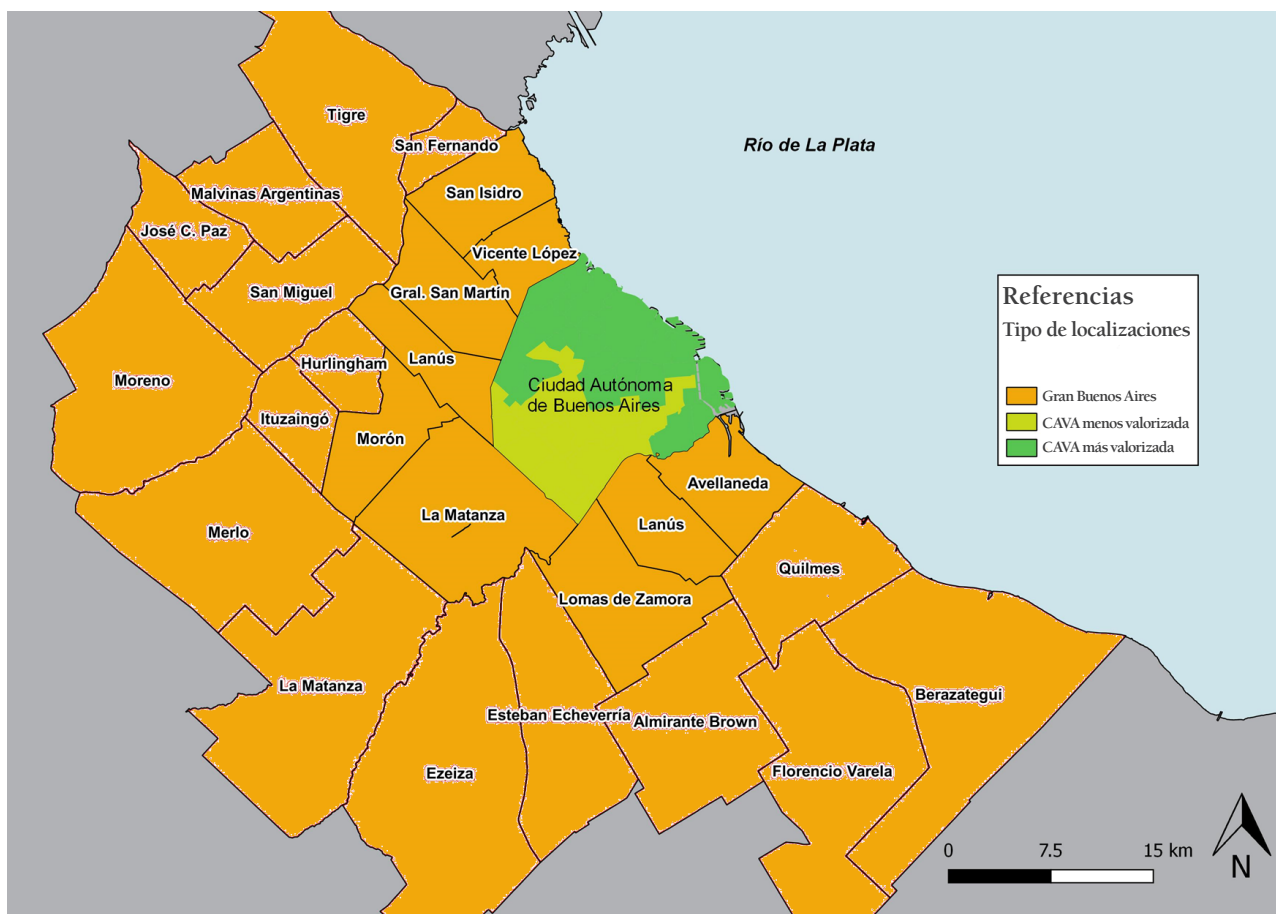 Tigre
San Fernando
Río de La Plata
Malvinas Argentinas
San Isidro
José C. Paz
Vicente López
San Miguel
Gral. San Martín
Referencias
Tipo de localizaciones
Hurlingham
Lanús
Moreno
Ciudad Autónoma
de Buenos Aires
Ituzaingó
Gran Buenos Aires
CAVA menos valorizada
CAVA más valorizada
Morón
Avellaneda
La Matanza
Lanús
Merlo
Quilmes
Lomas de Zamora
La Matanza
Berazategui
Esteban Echeverría
Almirante Brown
Ezeiza
Florencio Varela
0 7.5 15 km
N